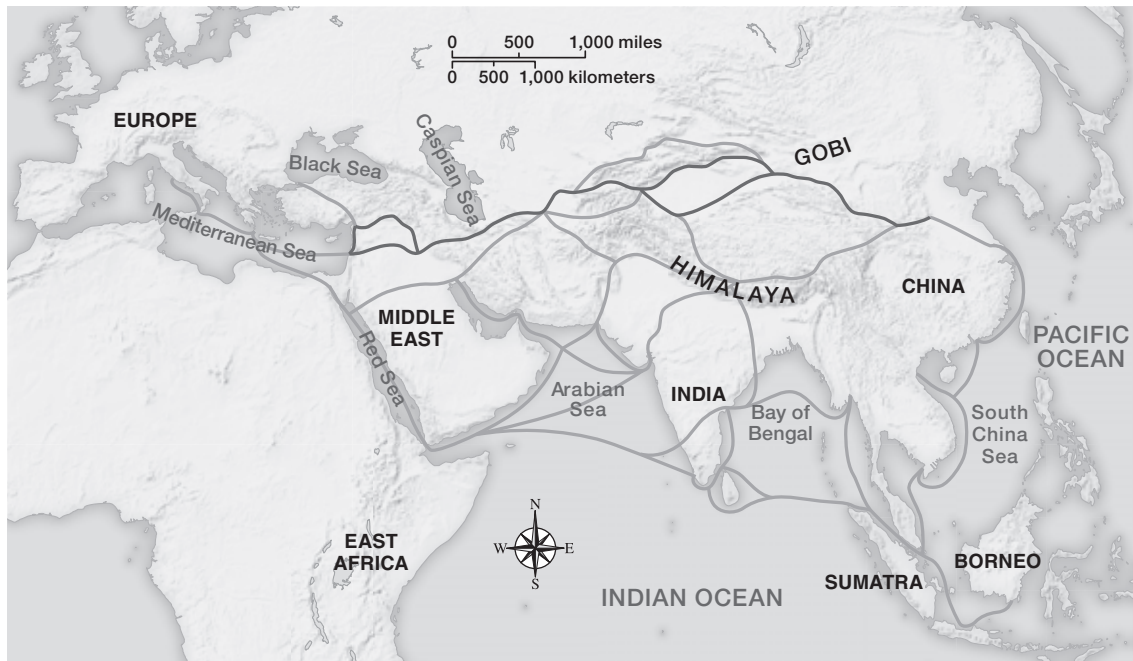 0 500 1,000 miles
0 500 1,000 kilometers
EUROPE
Black Sea
Caspian Sea
GOBI
Mediterranean Sea
HIMALAYA
CHINA
MIDDLE
EAST
PACIFIC
OCEAN
Red Sea
Arabian
Sea
INDIA
Bay of
Bengal
South
China
Sea
N
W E
S
EAST
AFRICA
SUMATRA
BORNEO
INDIAN OCEAN